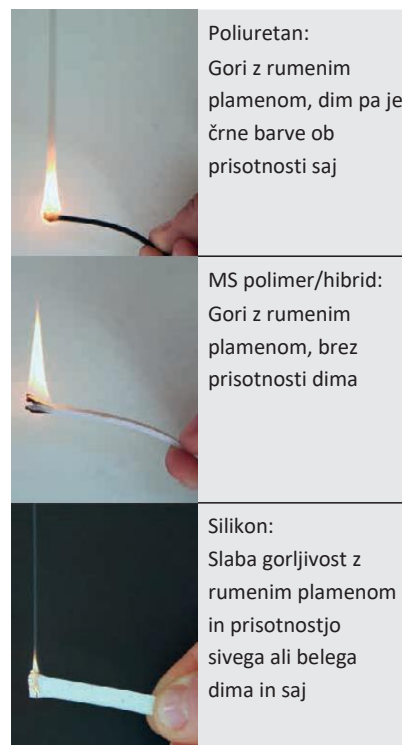 Poliuretan:
Gori z rumenim
plamenom, dim pa je
črne barve ob
prisotnosti saj
MS polimer/hibrid:
Gori z rumenim
plamenom, brez
prisotnosti dima
Silikon:
Slaba gorljivost z
rumenim plamenom
in prisotnostjo
sivega ali belega
dima in saj